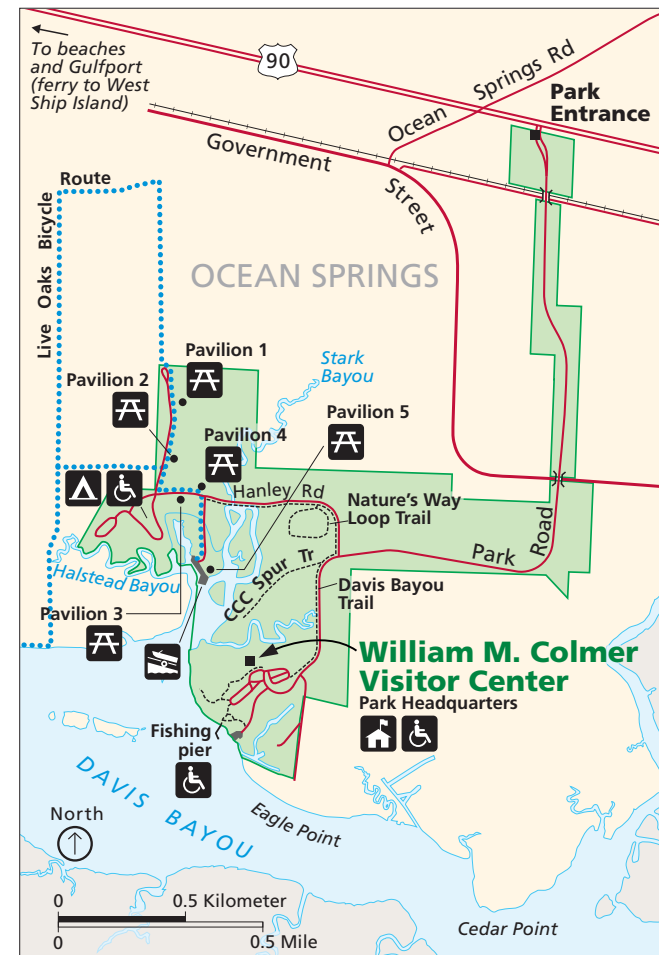 To beaches
and Gulfport
(ferry to West
Ship Island)
90
Ocean Springs Rd
Park
Entrance
Government
Street
Route
Live Oaks Bicycle
OCEAN SPRINGS
Pavilion 1
Stark
Bayou
Pavilion 2
Pavilion 5
Pavilion 4
Hanley Rd
Nature's Way
Loop Trail
Park Road
CCC Spur Tr
Halstead Bayou
Davis Bayou
Trail
Pavilion 3
William M. Colmer
Visitor Center
Park Headquarters
Fishing
pier
DAVIS BAYOU
Eagle Point
North
0 0.5 Kilometer
0 0.5 Mile
Cedar Point